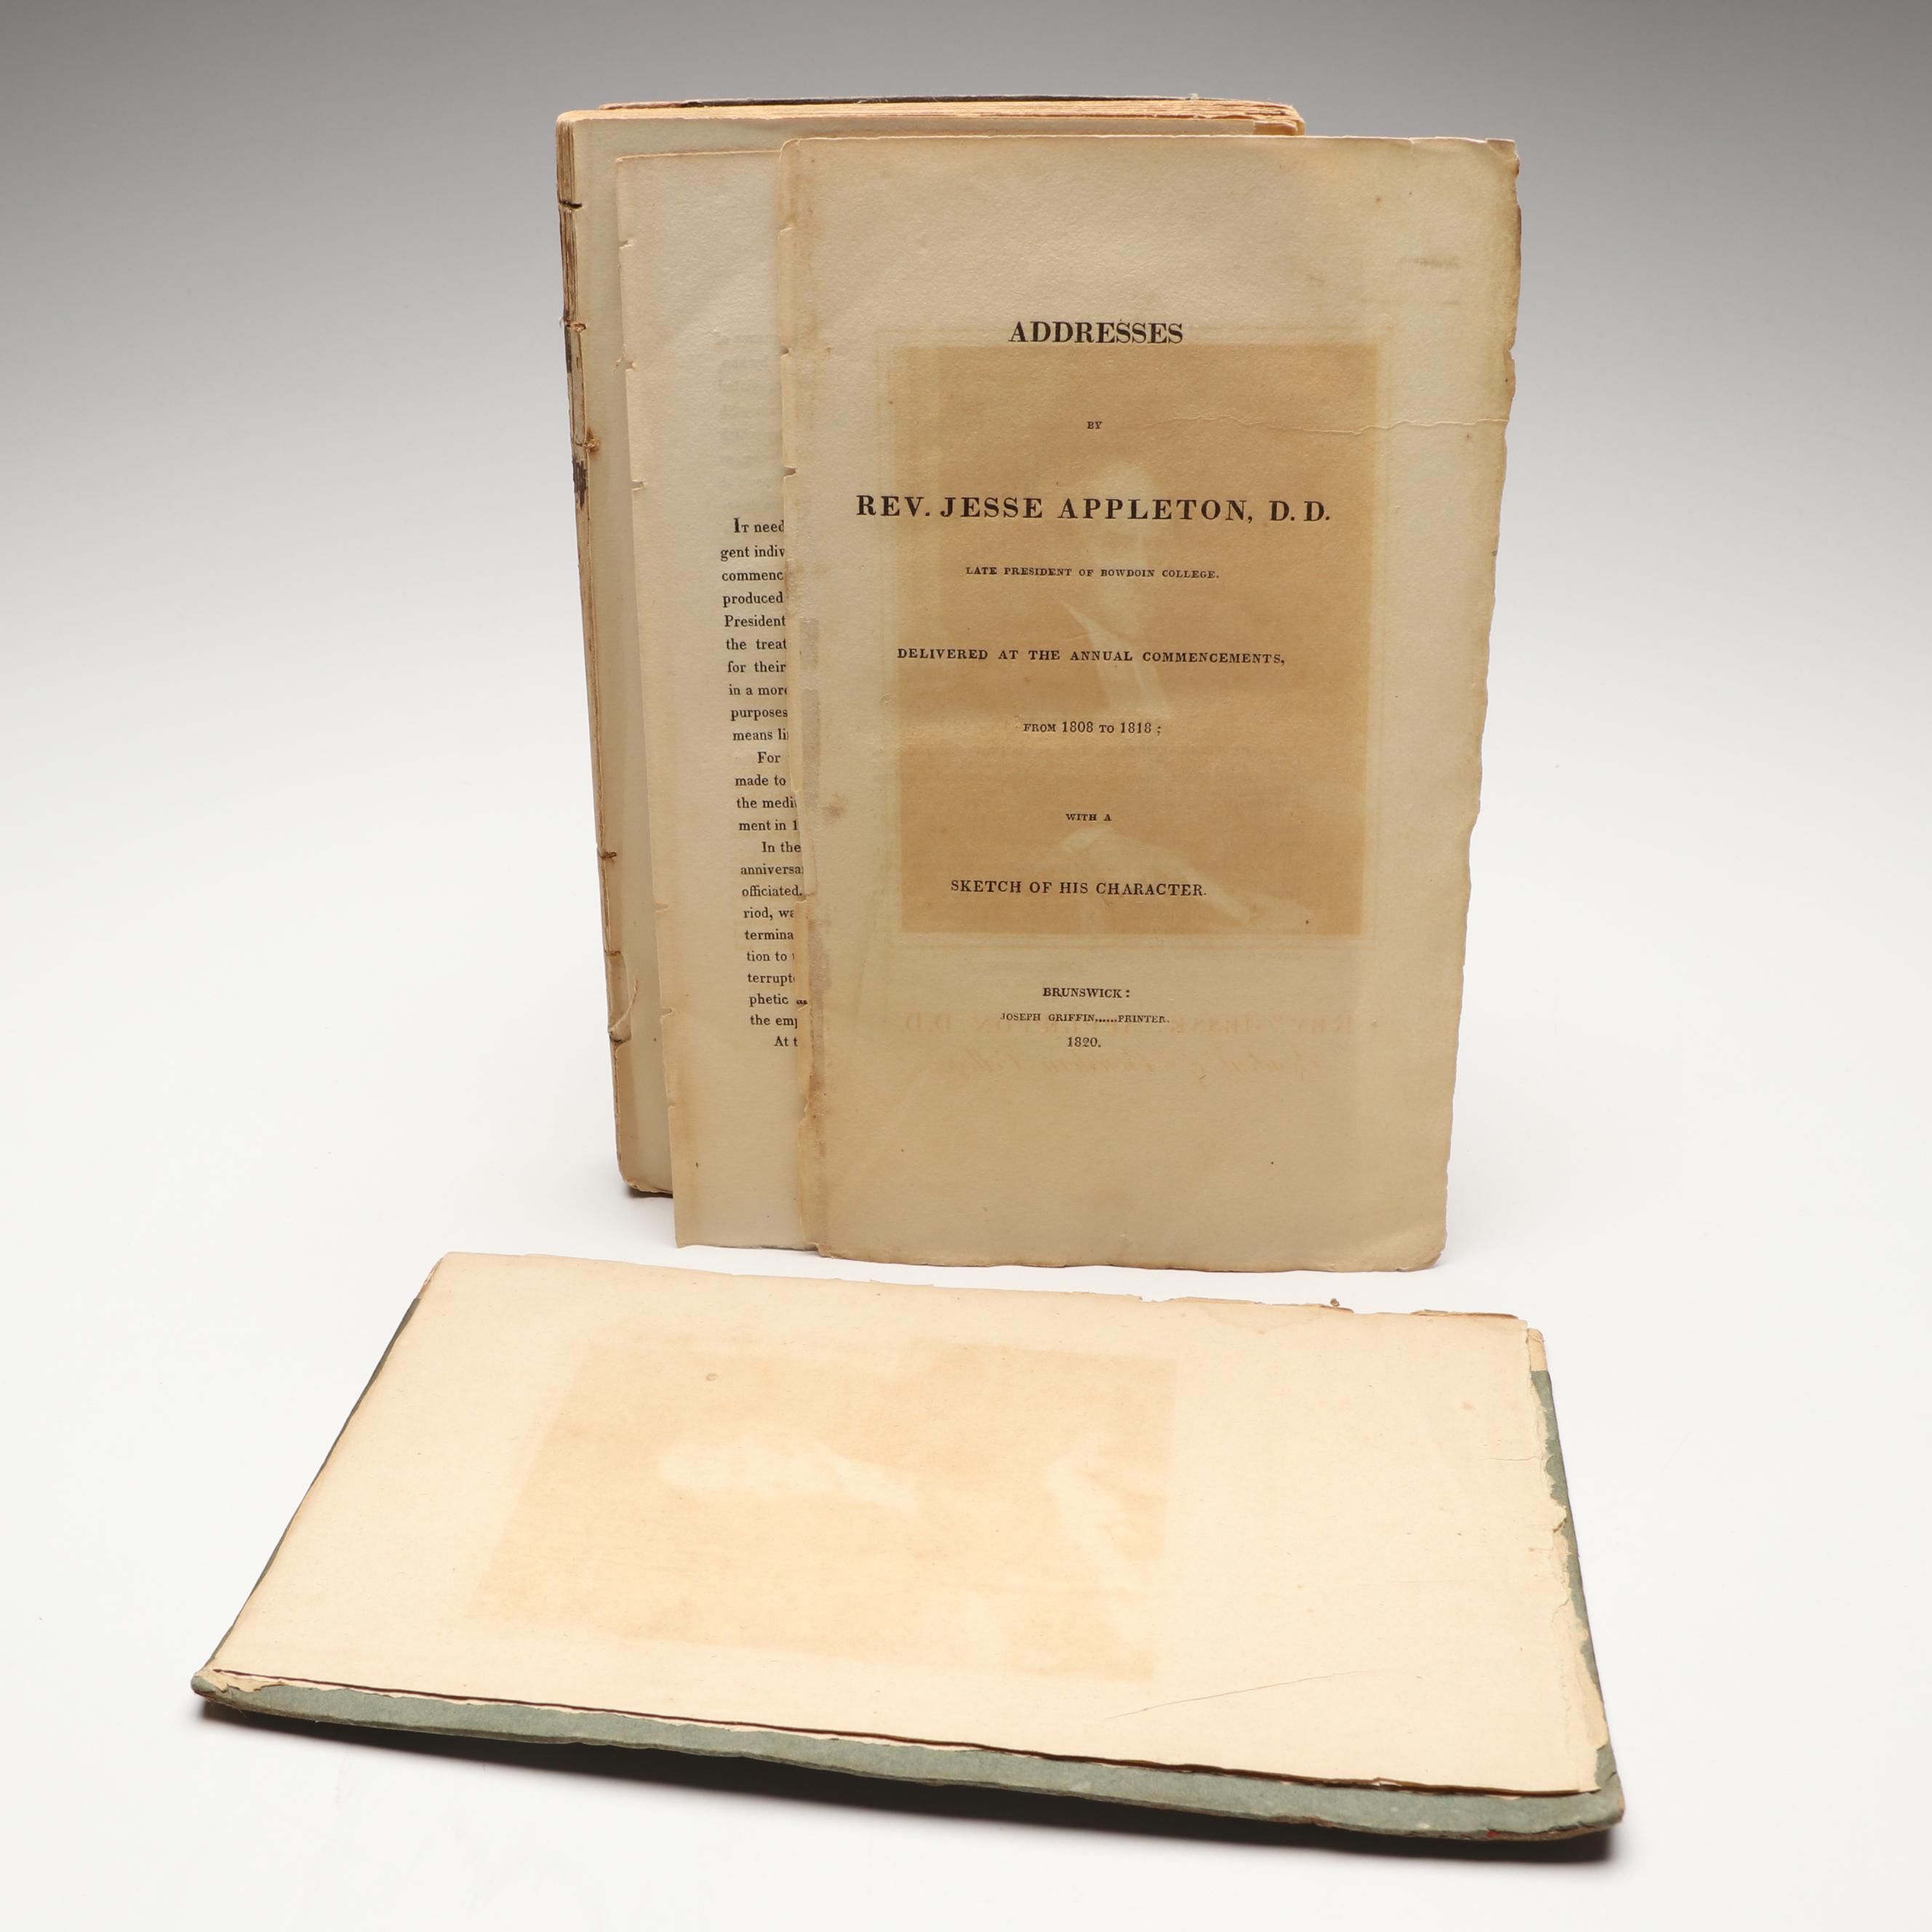 ADDRESSES
BY
REV. JESSE APPLETON, D. D.
LATE PRESIDENT OF BOWDOIN COLLEGE.
DELIVERED AT THE ANNUAL COMMENCEMENTS,
FROM 1808 TO 1818 ;
WITH A
SKETCH OF HIS CHARACTER.
BRUNSWICK :
JOSEPH GRIFFIN......PRINTER.
1820.
IT need
gent indiv
commenc
produced
President
the treat
for their
in a more
purposes
means li
For
made to
the medi
ment in 1
In the
anniversa
officiated.
riod, wa
termina
tion to
terrupt
phetic
the emp
At t